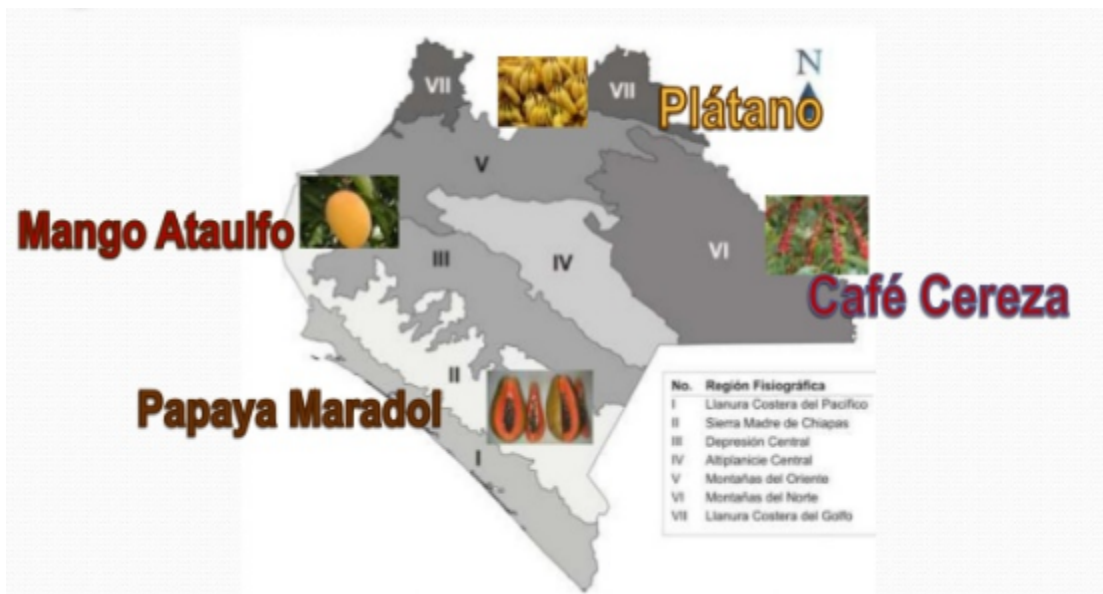 N
VII
VII
Plátano
V
Mango Ataulfo
III
IV
VI
Café Cereza
II
Papaya Maradol
I
No. Región Fisiográfica
I Llanura Costera del Pacífico
II Sierra Madre de Chiapas
III Depresión Central
IV Altiplanicie Central
V Montañas del Oriente
VI Montañas del Norte
VII Llanura Costera del Golfo